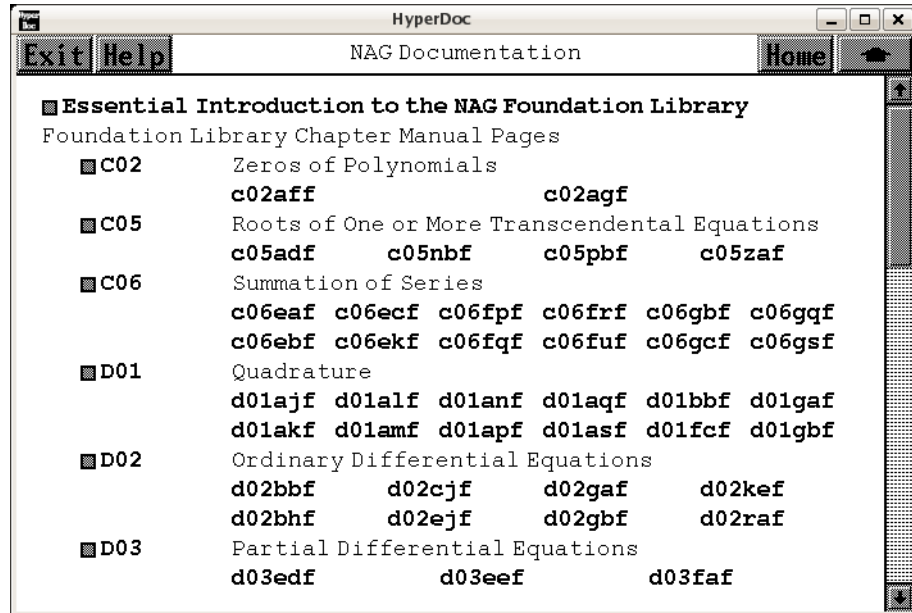 Hyper Doc
HyperDoc
Exit Help NAG Documentation Home
Essential Introduction to the NAG Foundation Library
Foundation Library Chapter Manual Pages
C02 Zeros of Polynomials
c02aff c02agf
C05 Roots of One or More Transcendental Equations
c05adf c05nbf c05pbf c05zaf
C06 Summation of Series
c06eaf c06ecf c06fpf c06frf c06gbf c06gqf
c06ebf c06ekf c06fqf c06fuf c06gcf c06gsf
D01 Quadrature
d01ajf d01alf d01anf d01aqf d01bbf d01gaf
d01akf d01amf d01apf d01asf d01fcf d01gbf
D02 Ordinary Differential Equations
d02bbf d02cjf d02gaf d02kef
d02bhf d02ejf d02gbf d02raf
D03 Partial Differential Equations
d03edf d03eef d03faf